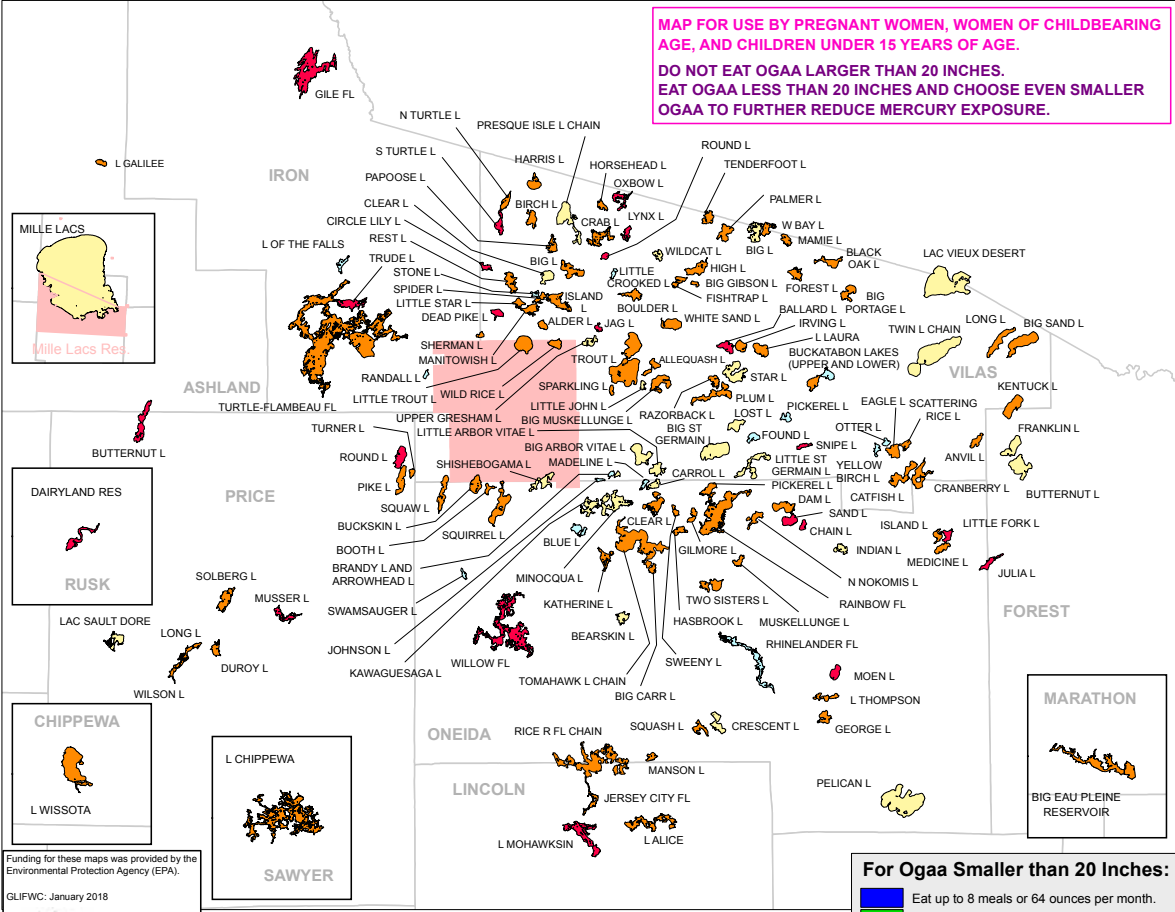 MAP FOR USE BY PREGNANT WOMEN, WOMEN OF CHILDBEARING
AGE, AND CHILDREN UNDER 15 YEARS OF AGE.
DO NOT EAT OGAA LARGER THAN 20 INCHES.
EAT OGAA LESS THAN 20 INCHES AND CHOOSE EVEN SMALLER
OGAA TO FURTHER REDUCE MERCURY EXPOSURE.
GILE FL
N TURTLE L
PRESQUE ISLE L CHAIN
S TURTLE L
HARRIS L
HORSEHEAD L
ROUND L
TENDERFOOT L
L GALILEE
IRON
PAPOOSE L
OXBOW L
CLEAR L
BIRCH L
CRAB L
LYNX L
PALMER L
CIRCLE LILY L
W BAY L
MILLE LACS
REST L
L OF THE FALLS
MAMIE L
BIG L
WILDCAT L
BIG L
BLACK
OAK L
LAC VIEUX DESERT
TRUDE L
STONE L
LITTLE
CROOKED L
HIGH L
BIG GIBSON L
FISHTRAP L
FOREST L
SPIDER L
ISLAND
L
BIG
PORTAGE L
LITTLE STAR L
BOULDER L
DEAD PIKE L
ALDER L
JAG L
WHITE SAND L
BALLARD L
IRVING L
L LAURA
TWIN L CHAIN
LONG L
BIG SAND L
Mille Lacs Res.
SHERMAN L
MANITOWISH L
TROUT L
ALLEQUASH L
BUCKATABON LAKES
(UPPER AND LOWER)
VILAS
RANDALL L
STAR L
ASHLAND
LITTLE TROUT L
WILD RICE L
SPARKLING L
KENTUCK L
TURTLE-FLAMBEAU FL
UPPER GRESHAM L
LITTLE JOHN L
PLUM L
PICKEREL L
EAGLE L
SCATTERING
RICE L
TURNER L
BIG MUSKELLUNGE L
RAZORBACK L
LOST L
LITTLE ARBOR VITAE L
BIG ST
GERMAIN L
OTTER L
FRANKLIN L
BUTTERNUT L
ROUND L
BIG ARBOR VITAE L
FOUND L
SNIPE L
ANVIL L
SHISHEBOGAMA L
MADELINE L
LITTLE ST
GERMAIN L
YELLOW
BIRCH L
DAIRYLAND RES
PRICE
PIKE L
CARROL L
PICKEREL L
CATFISH L
CRANBERRY L
BUTTERNUT L
SQUAW L
DAM L
SAND L
BUCKSKIN L
CLEAR L
CHAIN L
ISLAND L
LITTLE FORK L
SQUIRREL L
BLUE L
BOOTH L
GILMORE L
INDIAN L
MEDICINE L
BRANDY L AND
ARROWHEAD L
MINOCQUA L
N NOKOMIS L
JULIA L
RUSK
SOLBERG L
SWAMSAUGER L
KATHERINE L
TWO SISTERS L
RAINBOW FL
MUSSER L
HASBROOK L
MUSKELLUNGE L
FOREST
LAC SAULT DORE
BEARSKIN L
LONG L
JOHNSON L
RHINELANDER FL
DUROY L
KAWAGUESAGA L
WILLOW FL
SWEENY L
MOEN L
WILSON L
TOMAHAWK L CHAIN
BIG CARR L
L THOMPSON
MARATHON
CHIPPEWA
ONEIDA
RICE R FL CHAIN
SQUASH L
CRESCENT L
GEORGE L
L CHIPPEWA
MANSON L
LINCOLN
PELICAN L
L WISSOTA
JERSEY CITY FL
BIG EAU PLEINE
RESERVOIR
L MOHAWKSIN
L ALICE
SAWYER
Funding for these maps was provided by the
Environmental Protection Agency (EPA).
GLIFWC: January 2018
For Ogaa Smaller than 20 Inches:
Eat up to 8 meals or 64 ounces per month.